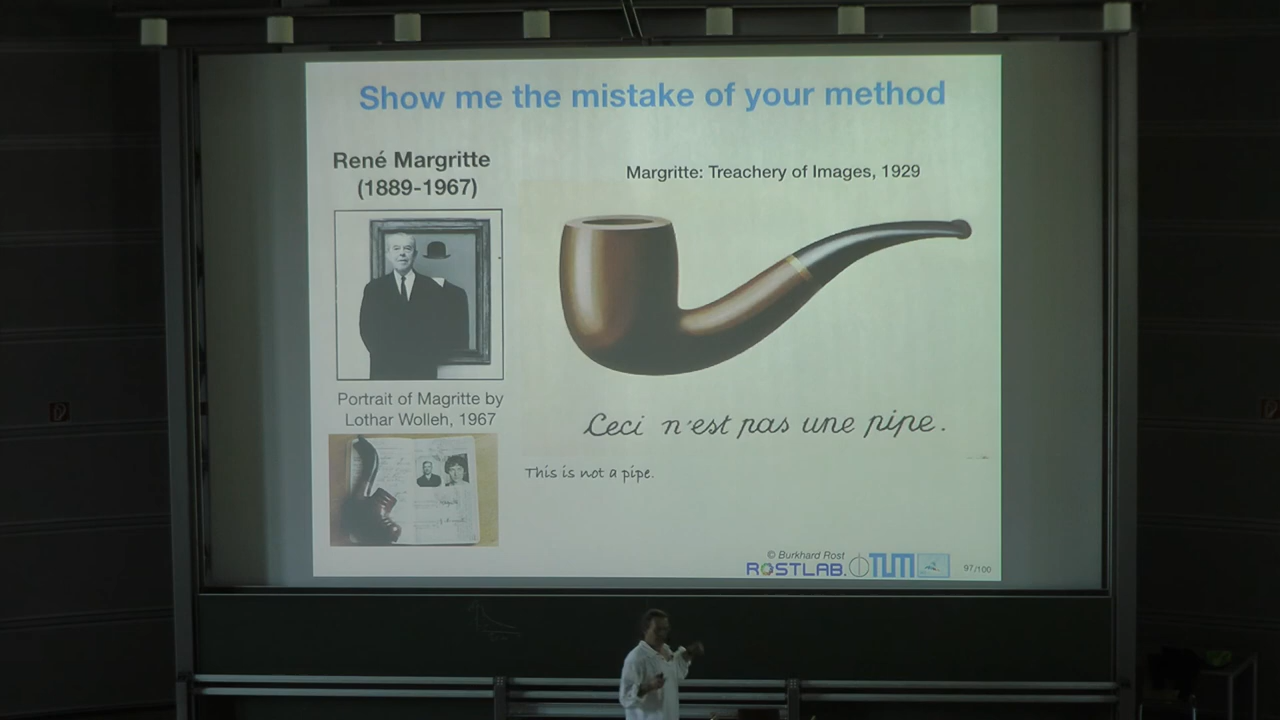 Show me the mistake of your method
René Margritte
(1889-1967)
Margritte: Treachery of Images, 1929
Portrait of Magritte by
Lothar Wolleh, 1967
Ceci n'est pas une pipe.
This is not a pipe.
© Burkhard Rost
ROSTLAB.
TUM
97/100